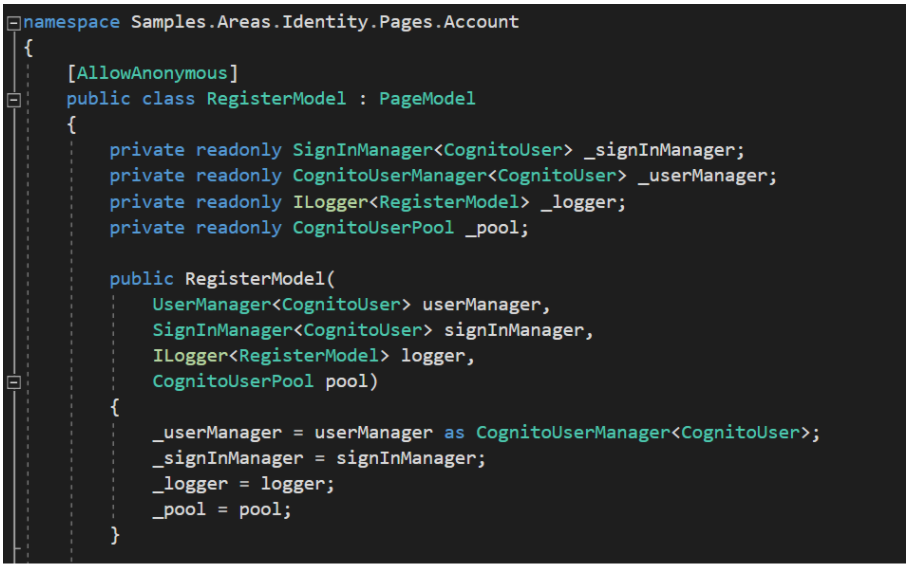 namespace Samples.Areas.Identity.Pages.Account
{
[AllowAnonymous]
public class RegisterModel : PageModel
{
private readonly SignInManager<CognitoUser> _signInManager;
private readonly CognitoUserManager<CognitoUser> _userManager;
private readonly ILogger<RegisterModel> _logger;
private readonly CognitoUserPool _pool;
public RegisterModel(
UserManager<CognitoUser> userManager,
SignInManager<CognitoUser> signInManager,
ILogger<RegisterModel> logger,
CognitoUserPool pool)
{
_userManager = userManager as CognitoUserManager<CognitoUser>;
_signInManager = signInManager;
_logger = logger;
_pool = pool;
}